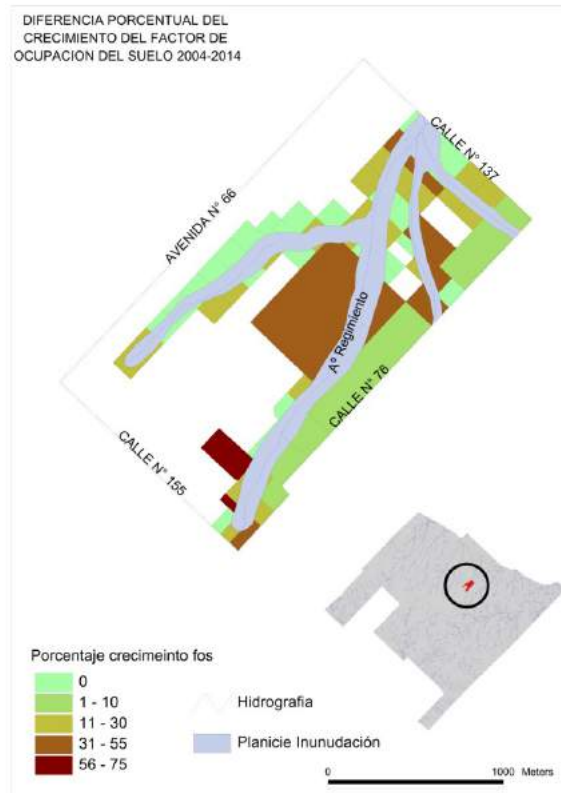 DIFERENCIA PORCENTUAL DEL
CRECIMIENTO DEL FACTOR DE
OCUPACION DEL SUELO 2004-2014
CALLE N° 137
AVENIDA N° 66
Aº Regimiento
CALLE N° 76
CALLE N° 155
Porcentaje crecimeinto fos
0
1 - 10
11 - 30
31 - 55
56 - 75
Hidrografia
Planicie Inunudación
0 1000 Meters